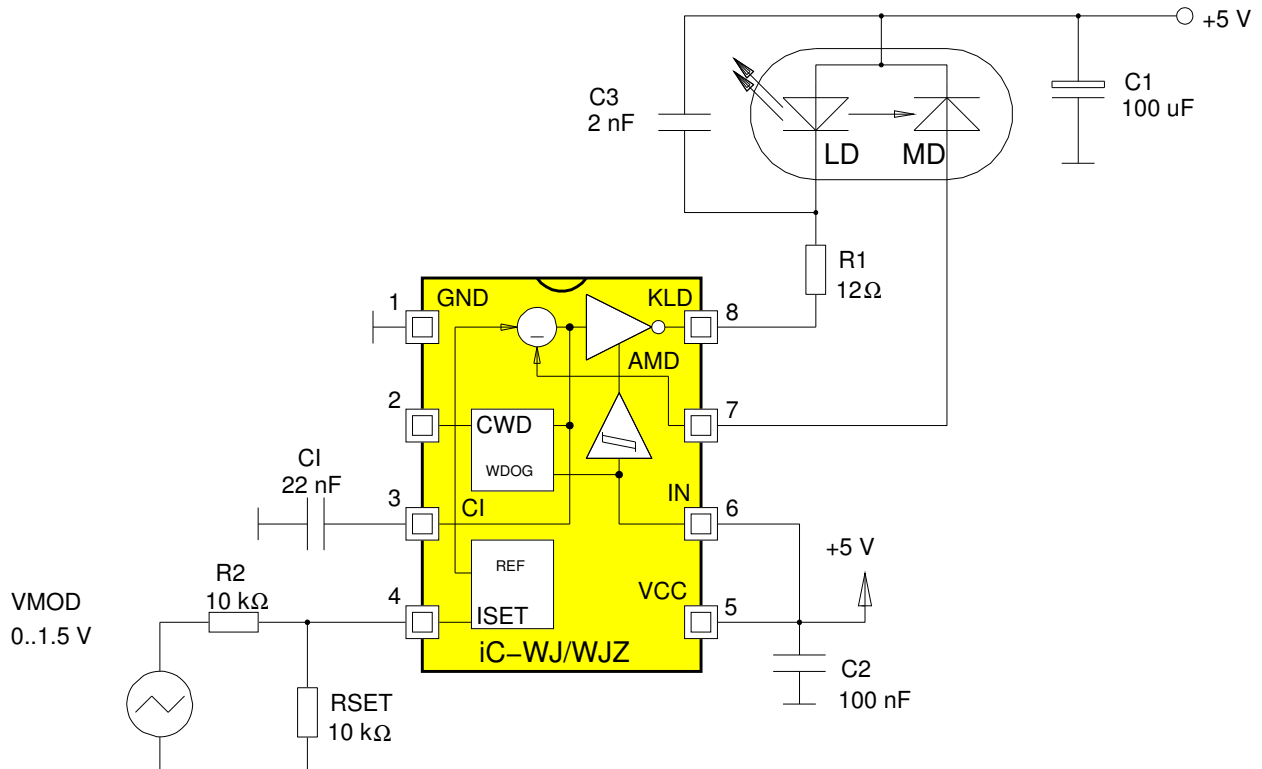 +5 V
C3
2 nF
C1
100 uF
LD
MD
R1
12Ω
1
GND
KLD
8
_
AMD
2
CWD
7
WDOG
CI
22 nF
3
CI
IN
6
+5 V
REF
R2
10 kΩ
VMOD
0..1.5 V
4
ISET
VCC
5
iC–WJ/WJZ
C2
100 nF
RSET
10 kΩ